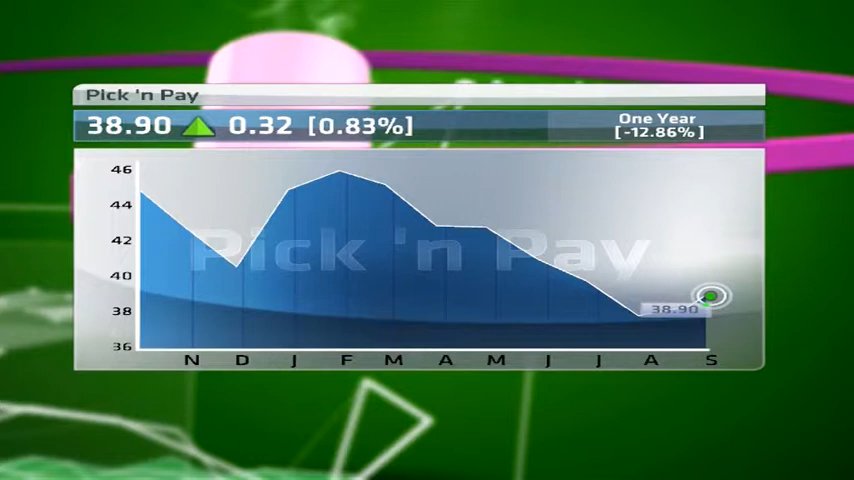 Pick 'n Pay
38.90 0.32 [0.83%]
One Year
[-12.86%]
46
44
42
40
38
36
Pick 'n Pay
38.90
N D J F M A M J J A S